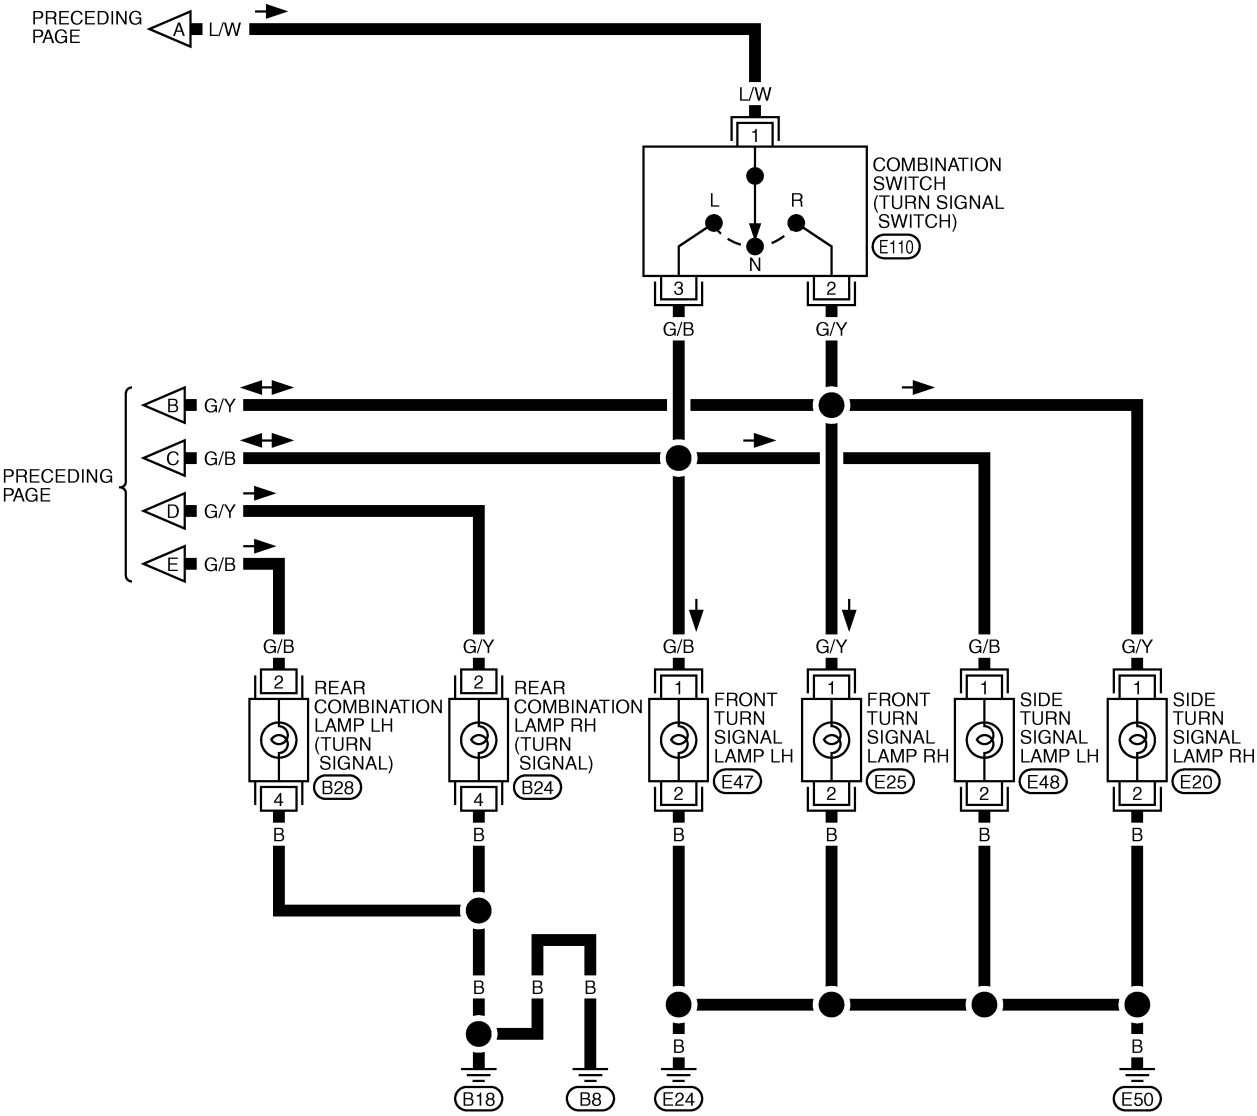 PRECEDING
PAGE
A
L/W
L/W
1
COMBINATION
SWITCH
(TURN SIGNAL
SWITCH)
E110
L
R
N
3
2
G/B
G/Y
PRECEDING
PAGE
B
G/Y
C
G/B
D
G/Y
E
G/B
G/B
G/Y
G/B
G/Y
G/B
G/Y
2
REAR
COMBINATION
LAMP LH
(TURN
SIGNAL)
B28
4
2
REAR
COMBINATION
LAMP RH
(TURN
SIGNAL)
B24
4
1
FRONT
TURN
SIGNAL
LAMP LH
E47
2
1
FRONT
TURN
SIGNAL
LAMP RH
E25
2
1
SIDE
TURN
SIGNAL
LAMP LH
E48
2
1
SIDE
TURN
SIGNAL
LAMP RH
E20
2
B
B
B
B
B
B
B
B
B
B
B
B18
B8
E24
E50